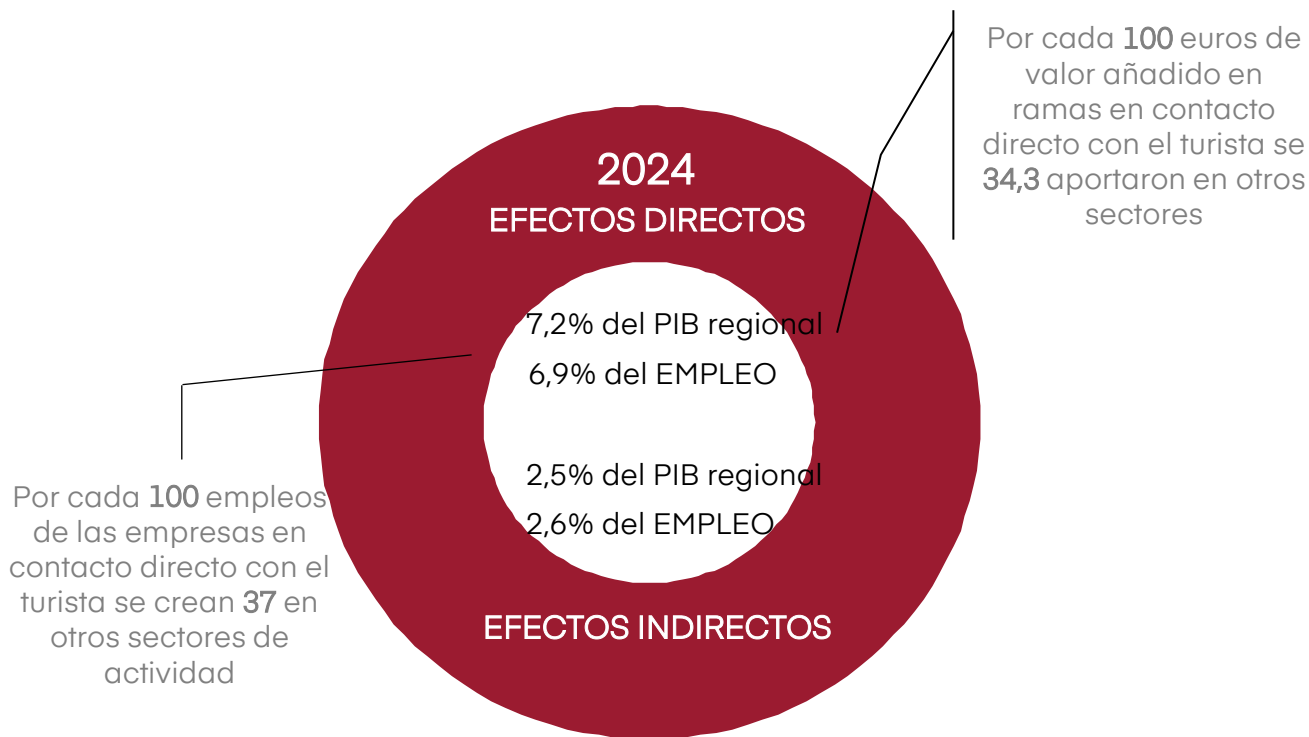 Por cada 100 euros de
valor añadido en
ramas en contacto
directo con el turista se
34,3 aportaron en otros
sectores
2024
EFECTOS DIRECTOS
7,2% del PIB regional
6,9% del EMPLEO
2,5% del PIB regional
2,6% del EMPLEO
EFECTOS INDIRECTOS
Por cada 100 empleos
de las empresas en
contacto directo con el
turista se crean 37 en
otros sectores de
actividad